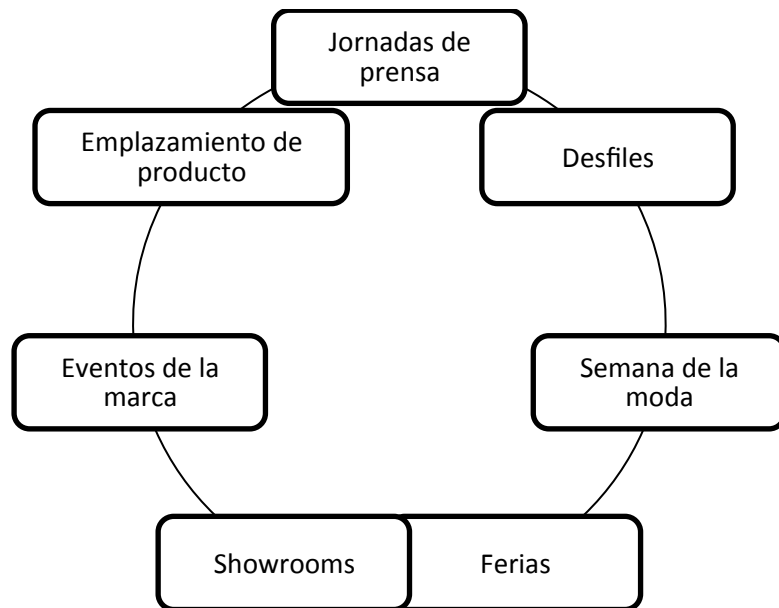 Jornadas de
prensa
Desfiles
Semana de la
moda
Ferias
Showrooms
Eventos de la
marca
Emplazamiento de
producto